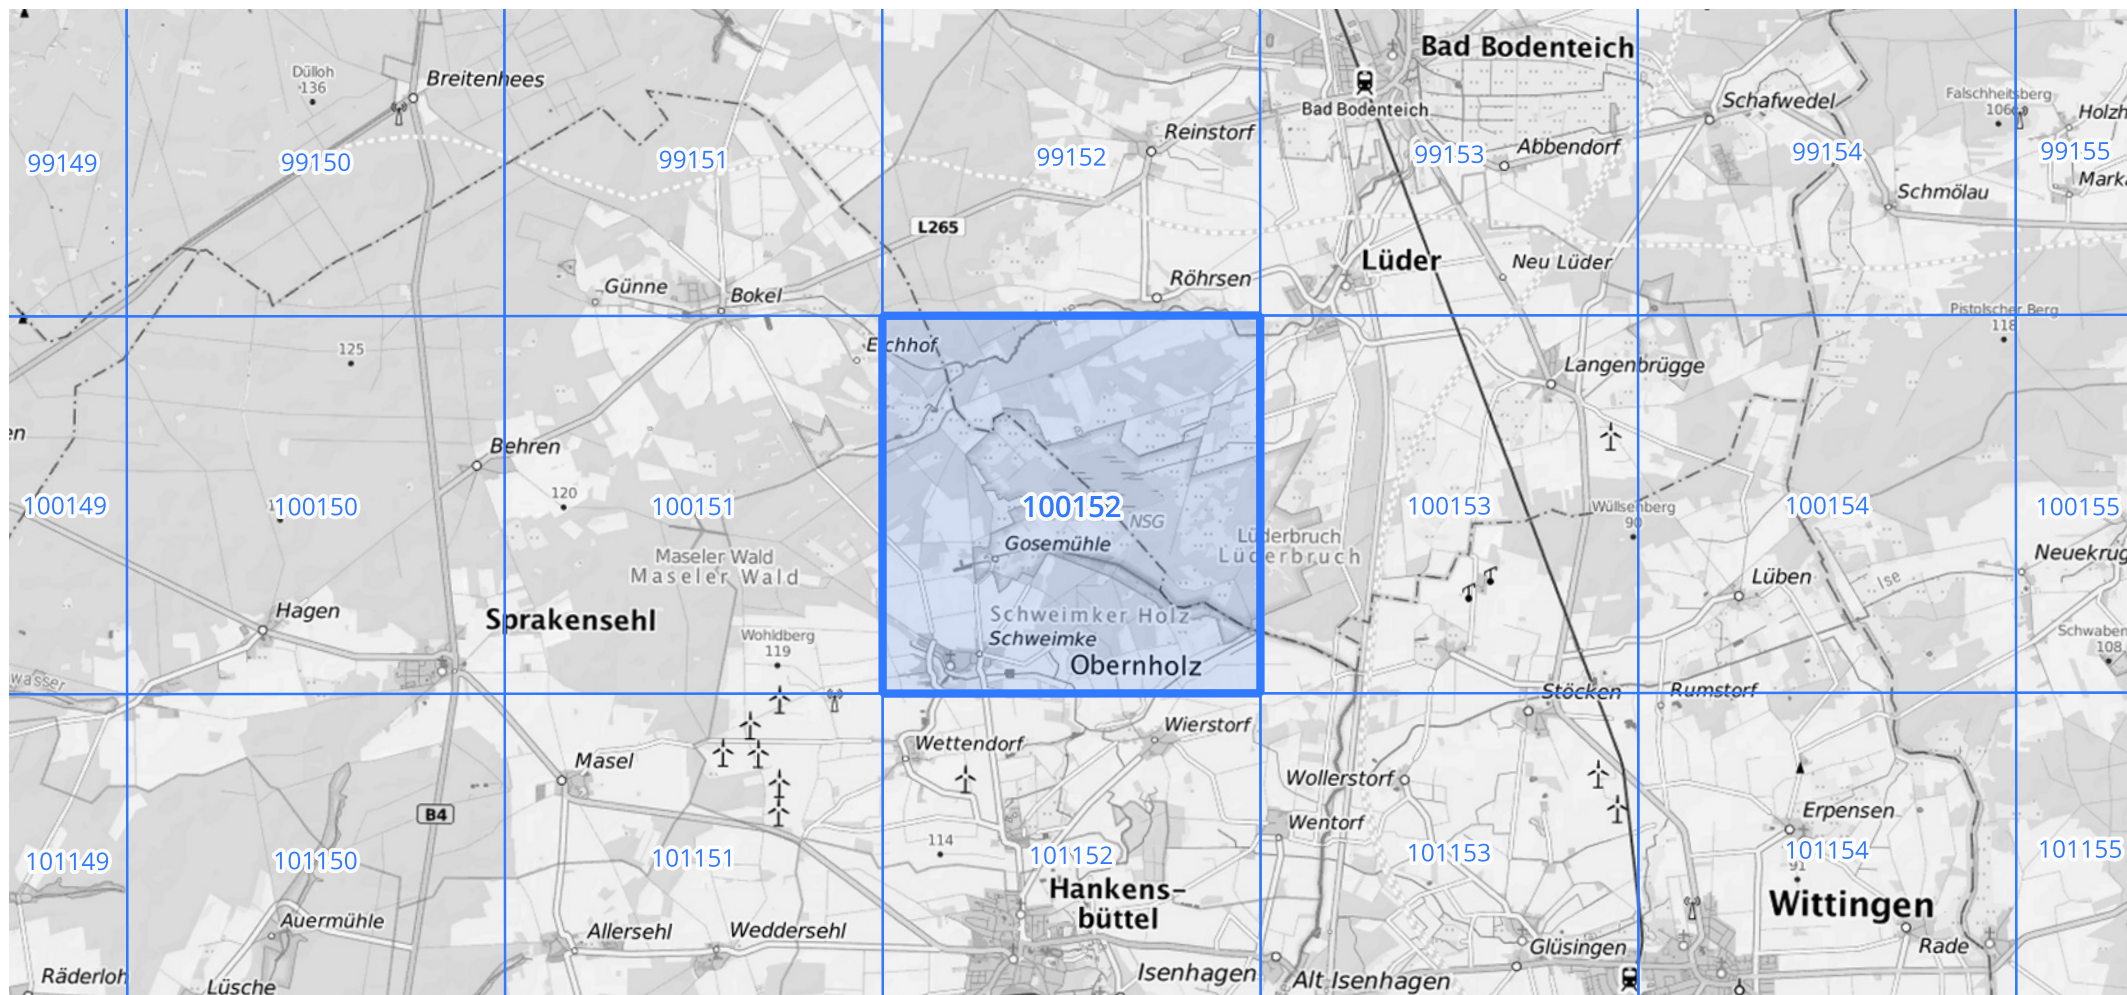 Bad Bodenteich
Dülloh
136
Breitenhees
Bad Bodenteich
Schafwedel
Falschheitsberg
106
Holzh
Reinstorf
Abbendorf
99149
99150
99151
99152
99153
99154
99155
Mark
Schmölau
L265
Lüder
Neu Lüder
Röhrsen
Günne
Bokel
Pistolscher Berg
118
125
Eichhof
Langenbrügge
en
Behren
120
100149
100150
100151
100152
100153
100154
100155
NSG
Wüllsenberg
90
Lüderbruch
Lüderbruch
Gosemühle
Maseler Wald
Maseler Wald
Neuekrug
Lüben
Ise
Hagen
Sprakensehl
Schweimker Holz
Wohldberg
119
Schweimke
Obernholz
Schwaben
108
wasser
Stöcken
Rumstorf
Wettendorf
Wierstorf
Masel
Wollerstorf
B4
Wentorf
Erpensen
114
101149
101150
101151
101152
101153
101154
101155
91
Hankens-
büttel
Wittingen
Auermühle
Allersehl
Weddersehl
Glüsingen
Rade
Räderloh
Lüsche
Isenhagen
Alt Isenhagen